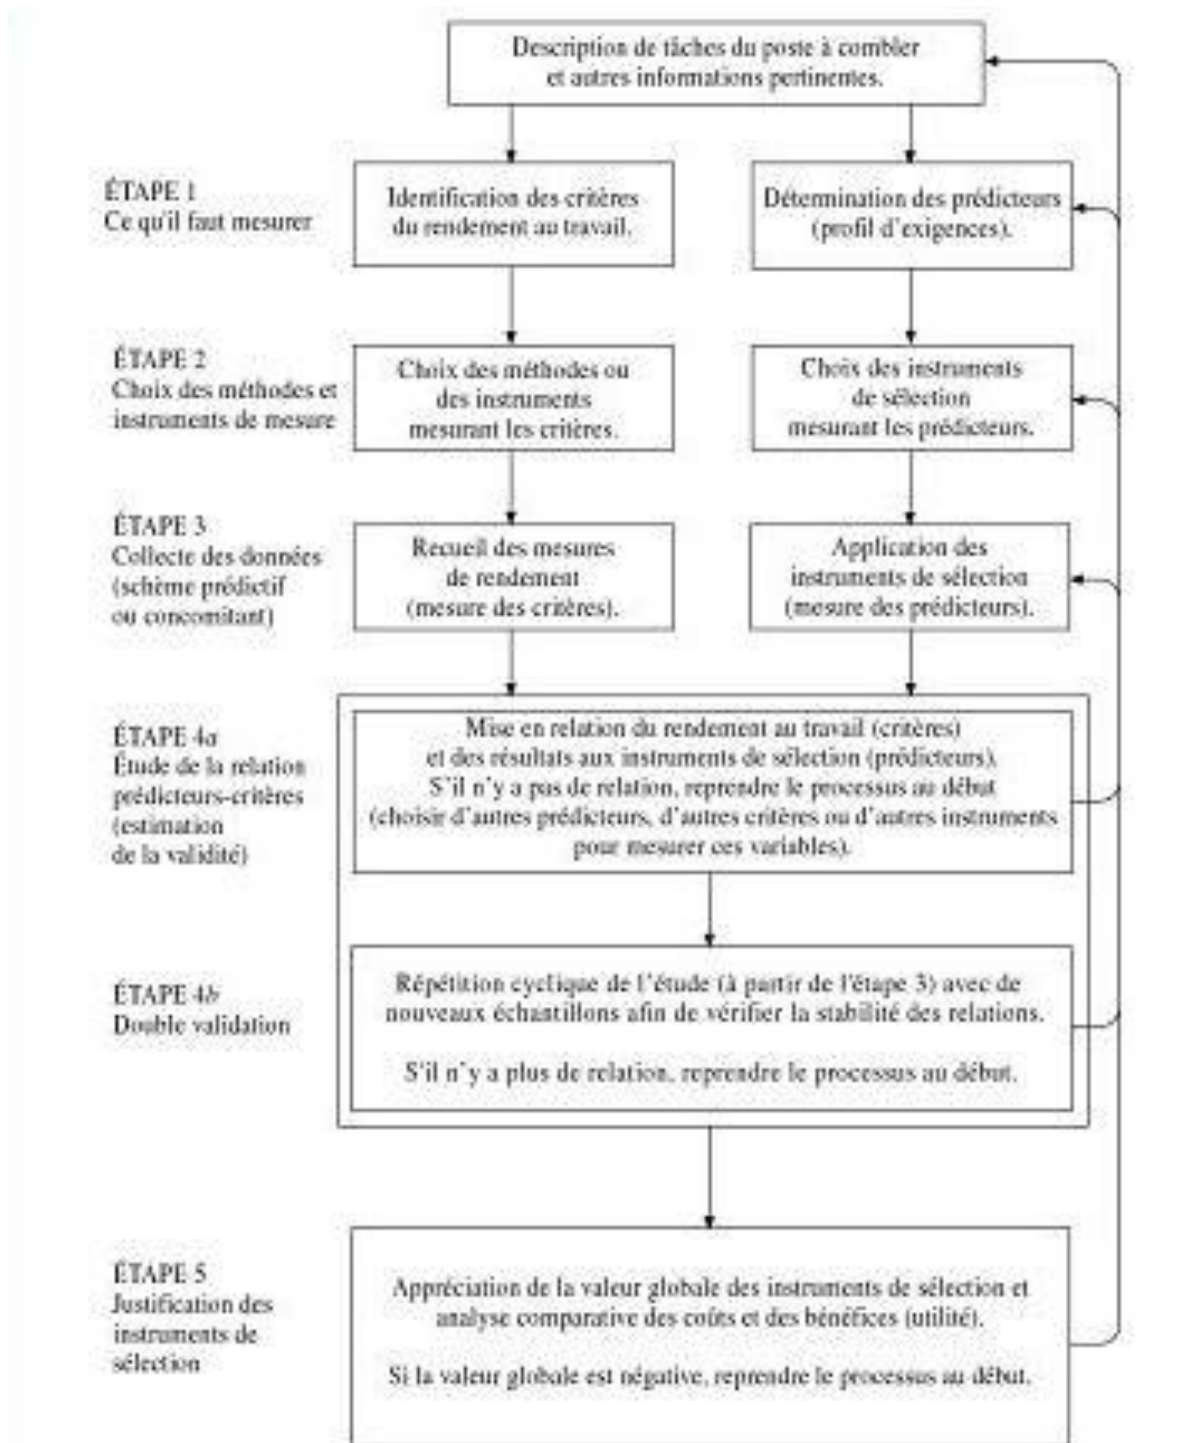 Description de tâches du poste à combler
et autres informations pertinentes.
ÉTAPE 1
Ce qu'il faut mesurer
Identification des critères
du rendement au travail.
Détermination des prédicteurs
(profil d'exigences).
ÉTAPE 2
Choix des méthodes et
instruments de mesure
Choix des méthodes ou
des instruments
mesurant les critères.
Choix des instruments
de sélection
mesurant les prédicteurs.
ÉTAPE 3
Collecte des données
(schème prédictif
ou concomitant)
Recueil des mesures
de rendement
(mesure des critères).
Application des
instruments de sélection
(mesure des prédicteurs).
ÉTAPE 4a
Étude de la relation
prédicteurs-critères
(estimation
de la validité)
Mise en relation du rendement au travail (critères)
et des résultats aux instruments de sélection (prédicteurs).
S'il n'y a pas de relation, reprendre le processus au début
(choisir d'autres prédicteurs, d'autres critères ou d'autres instruments
pour mesurer ces variables).
ÉTAPE 4b
Double validation
Répétition cyclique de l'étude (à partir de l'étape 3) avec de
nouveaux échantillons afin de vérifier la stabilité des relations.
S'il n'y a plus de relation, reprendre le processus au début.
ÉTAPE 5
Justification des
instruments de
sélection
Appréciation de la valeur globale des instruments de sélection et
analyse comparative des coûts et des bénéfices (utilité).
Si la valeur globale est négative, reprendre le processus au début.